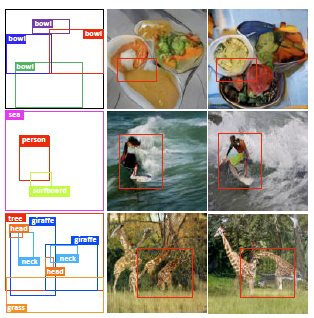 bowl
bowl
bowl
bowl
sea
person
surfboard
tree
giraffe
head
giraffe
neck
neck
head
grass